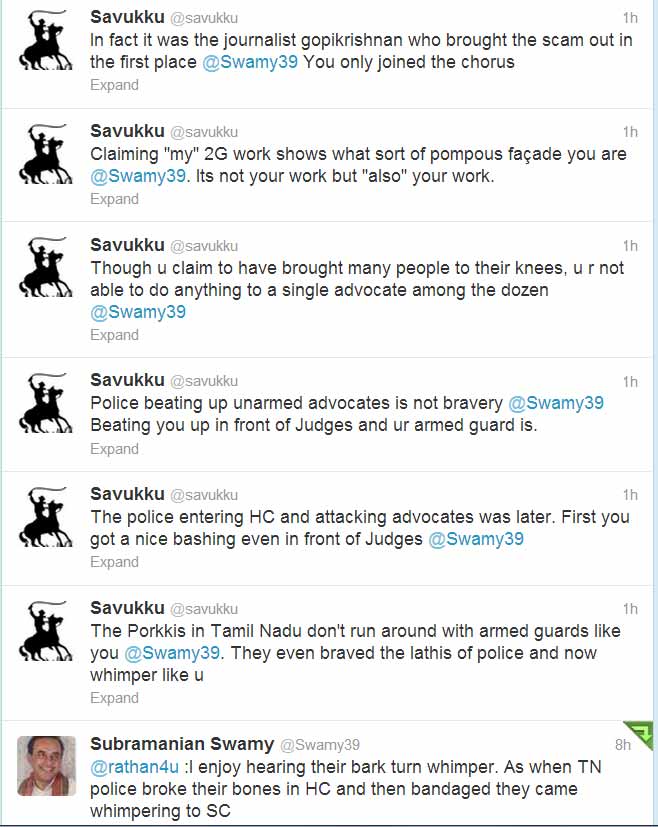 Savukku @savukku 1h
In fact it was the journalist gopikrishnan who brought the scam out in
the first place @Swamy39 You only joined the chorus
Expand
Savukku @savukku 1h
Claiming "my" 2G work shows what sort of pompous façade you are
@Swamy39. Its not your work but "also" your work.
Expand
Savukku @savukku 1h
Though u claim to have brought many people to their knees, u r not
able to do anything to a single advocate among the dozen
@Swamy39
Expand
Savukku @savukku 1h
Police beating up unarmed advocates is not bravery @Swamy39
Beating you up in front of Judges and ur armed guard is.
Expand
Savukku @savukku 1h
The police entering HC and attacking advocates was later. First you
got a nice bashing even in front of Judges @Swamy39
Expand
Savukku @savukku 1h
The Porkkis in Tamil Nadu don't run around with armed guards like
you @Swamy39. They even braved the lathis of police and now
whimper like u
Expand
Subramanian Swamy @Swamy39 8h
@rathan4u :I enjoy hearing their bark turn whimper. As when TN
police broke their bones in HC and then bandaged they came
whimpering to SC